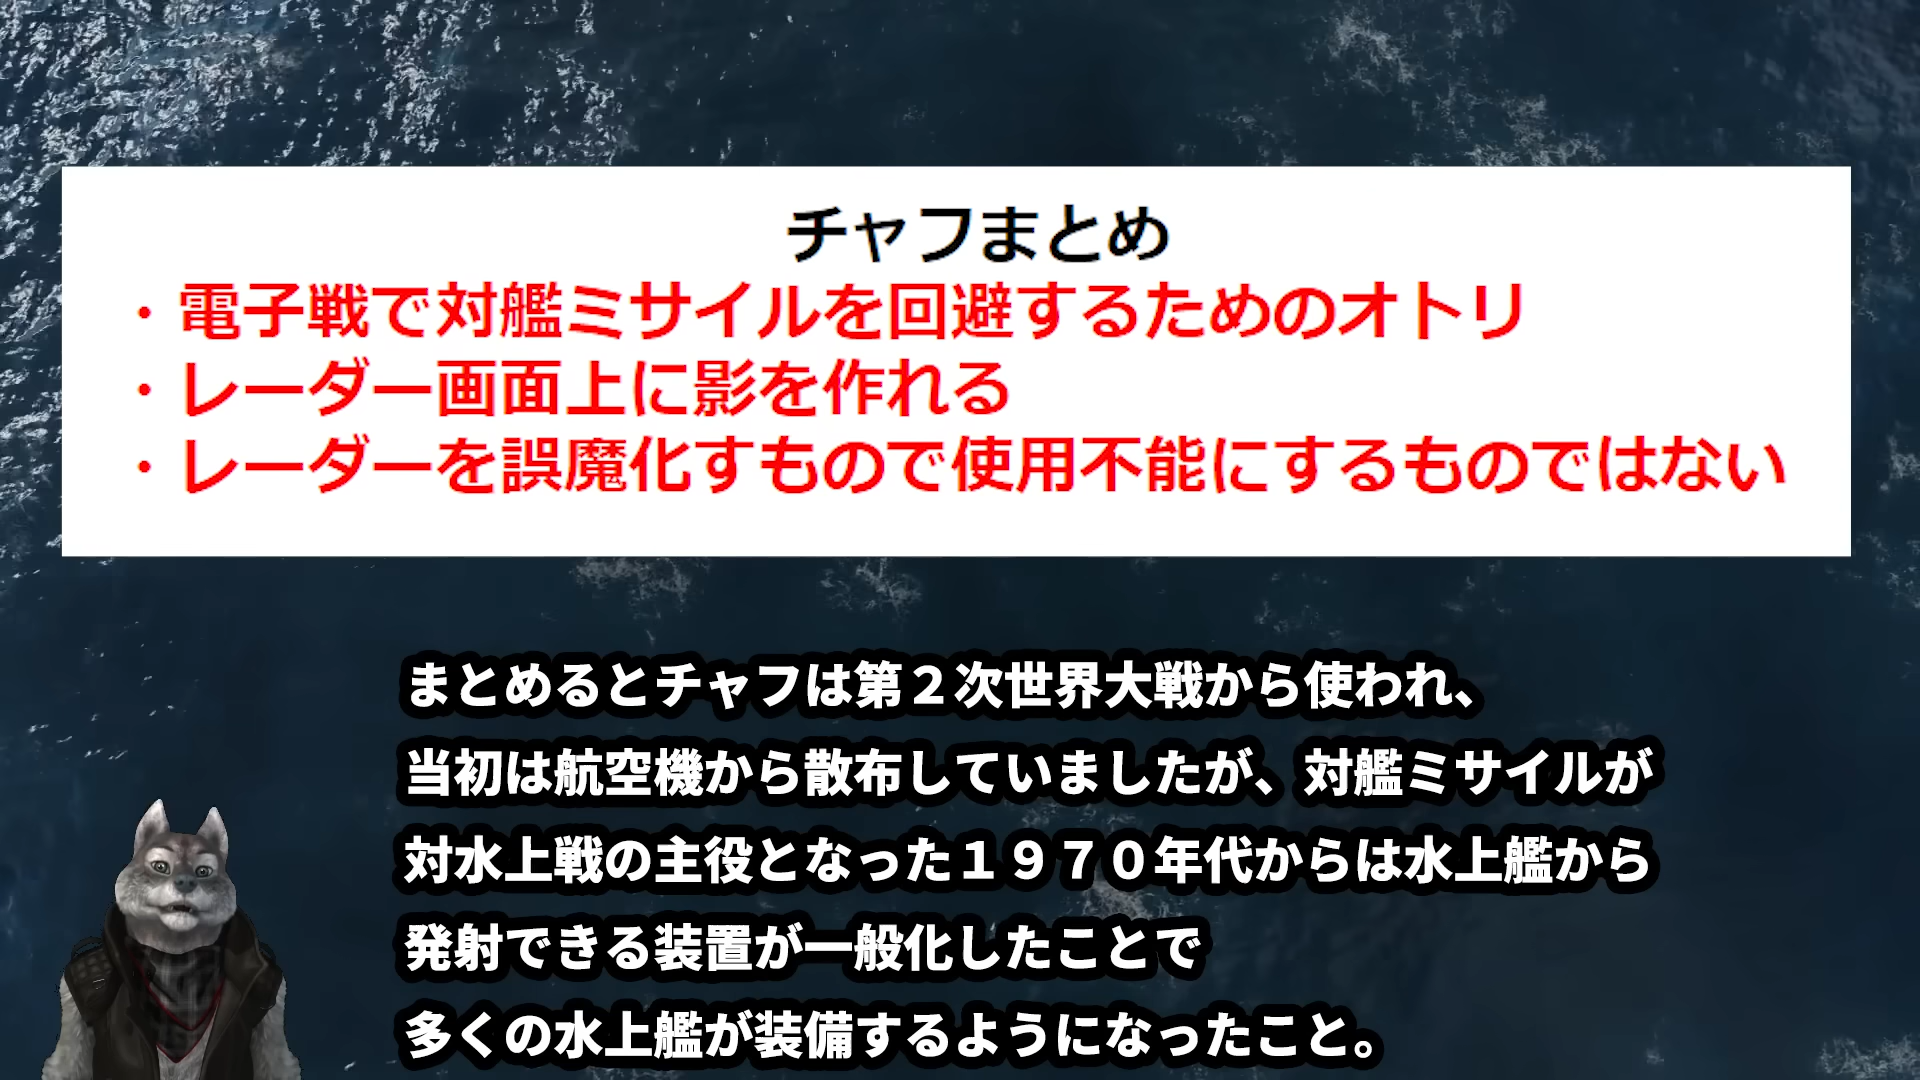 チャフまとめ
・電子戦で対艦ミサイルを回避するためのオトリ
・レーダー画面上に影を作れる
・レーダーを誤魔化すもので使用不能にするものではない
まとめるとチャフは第２次世界大戦から使われ、
当初は航空機から散布していましたが、対艦ミサイルが
対水上戦の主役となった１９７０年代からは水上艦から
発射できる装置が一般化したことで
多くの水上艦が装備するようになったこと。